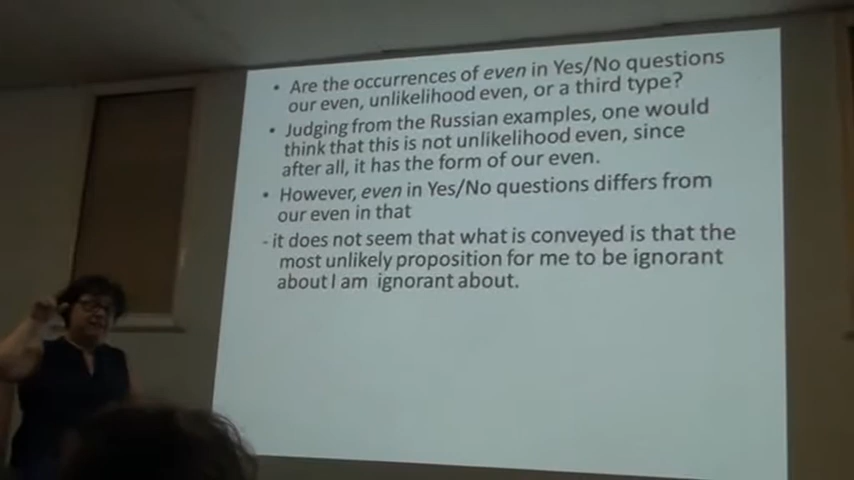 • Are the occurrences of even in Yes/No questions
our even, unlikelihood even, or a third type?
• Judging from the Russian examples, one would
think that this is not unlikelihood even, since
after all, it has the form of our even.
• However, even in Yes/No questions differs from
our even in that
- it does not seem that what is conveyed is that the
most unlikely proposition for me to be ignorant
about I am ignorant about.